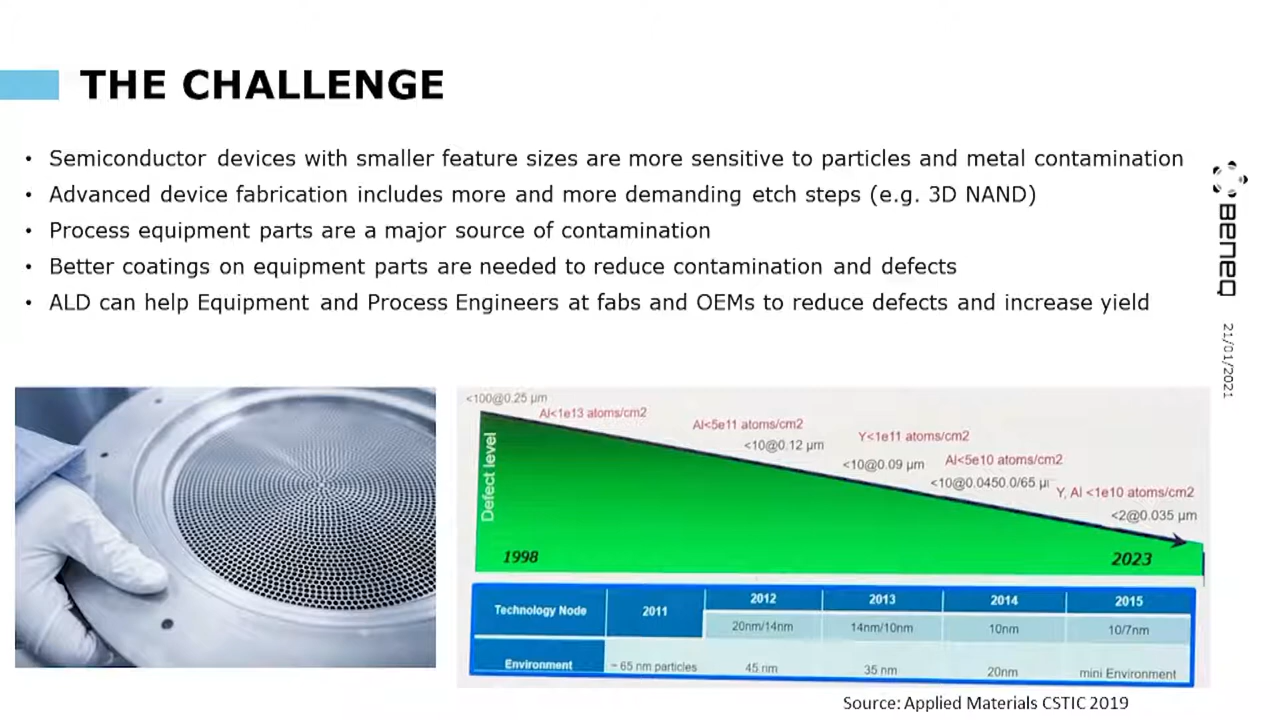 THE CHALLENGE
• Semiconductor devices with smaller feature sizes are more sensitive to particles and metal contamination
• Advanced device fabrication includes more and more demanding etch steps (e.g. 3D NAND)
• Process equipment parts are a major source of contamination
• Better coatings on equipment parts are needed to reduce contamination and defects
• ALD can help Equipment and Process Engineers at fabs and OEMs to reduce defects and increase yield
BENEQ
21/01/2021
<100@0.25 µm
Al<1e13 atoms/cm2
Al<5e11 atoms/cm2
<10@0.12 µm
Y<1e11 atoms/cm2
<10@0.09 µm
Al<5e10 atoms/cm2
<10@0.0450.0/65 µ
Y, Al <1e10 atoms/cm2
<2@0.035 µm
Defect level
1998
2023
Technology Node 2011 2012 2013 2014 2015
20nm/14nm 14nm/10nm 10nm 10/7nm
Environment ~ 65 nm particles 45 nm 35 nm 20nm mini Environment
Source: Applied Materials CSTIC 2019